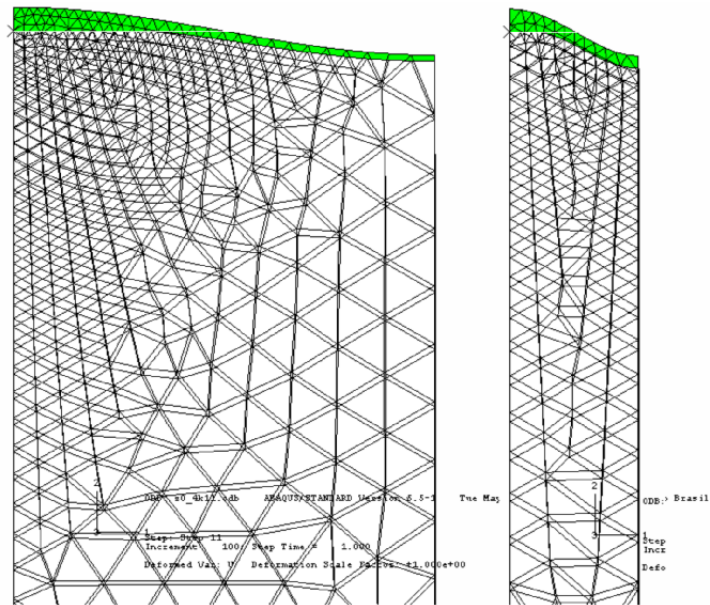 2
ODB: s0_4k11.odb ABAQUS/STANDARD Version 6.5-1 Tue May
1
Step: Step 11
Increment 100: Step Time = 1.000
Deformed Var: U Deformation Scale Factor: +1.000e+00
2
ODB: > Brasil
3
1
Step
Incr
Defo